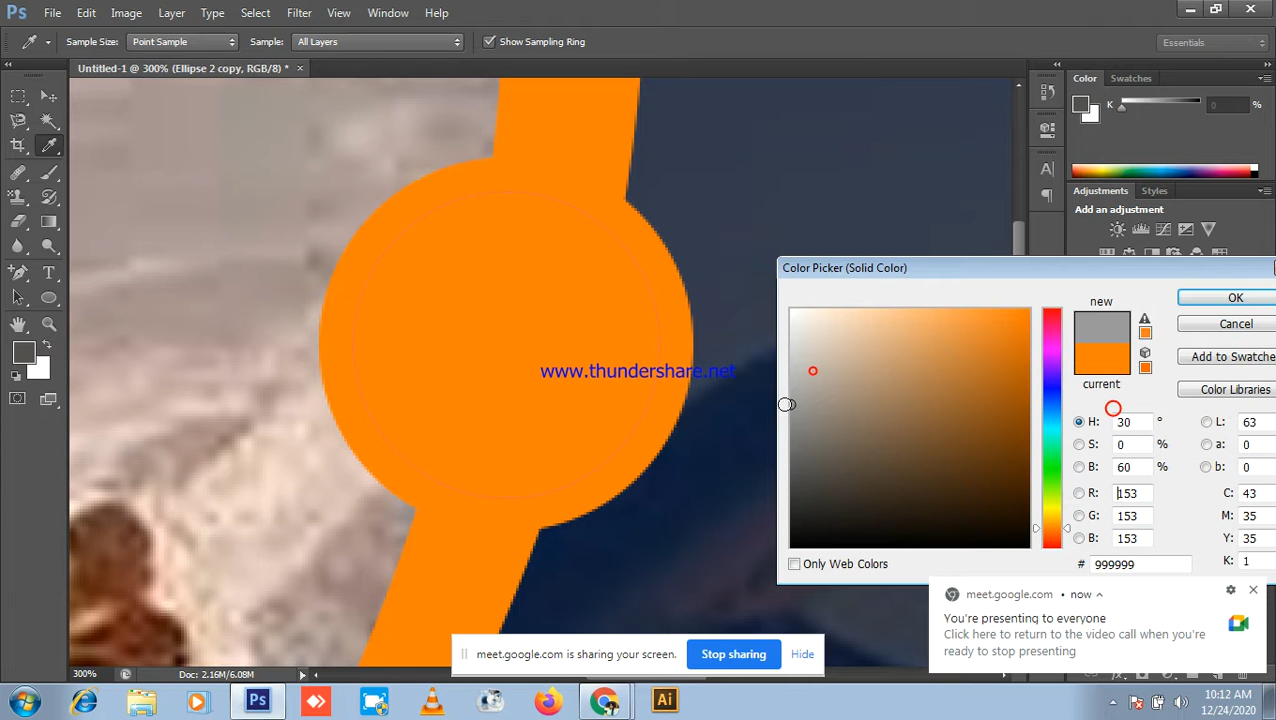 Ps File Edit Image Layer Type Select Filter View Window Help
Sample Size: Point Sample Sample: All Layers Show Sampling Ring Essentials
Untitled-1 @ 300% (Ellipse 2 copy, RGB/8) * ×
Color Swatches
K 0 %
Adjustments Styles
Add an adjustment
Color Picker (Solid Color)
new
current
OK
Cancel
Add to Swatche
Color Libraries
H: 30 ° L: 63
S: 0 % a: 0
B: 60 % b: 0
R: 153 C: 43
G: 153 M: 35
B: 153 Y: 35
# 999999 K: 1
Only Web Colors
www.thundershare.net
meet.google.com • now
You're presenting to everyone
Click here to return to the video call when you're
ready to stop presenting
meet.google.com is sharing your screen. Stop sharing Hide
300% Doc: 2.16M/6.08M
Ps Ai
10:12 AM
12/24/2020